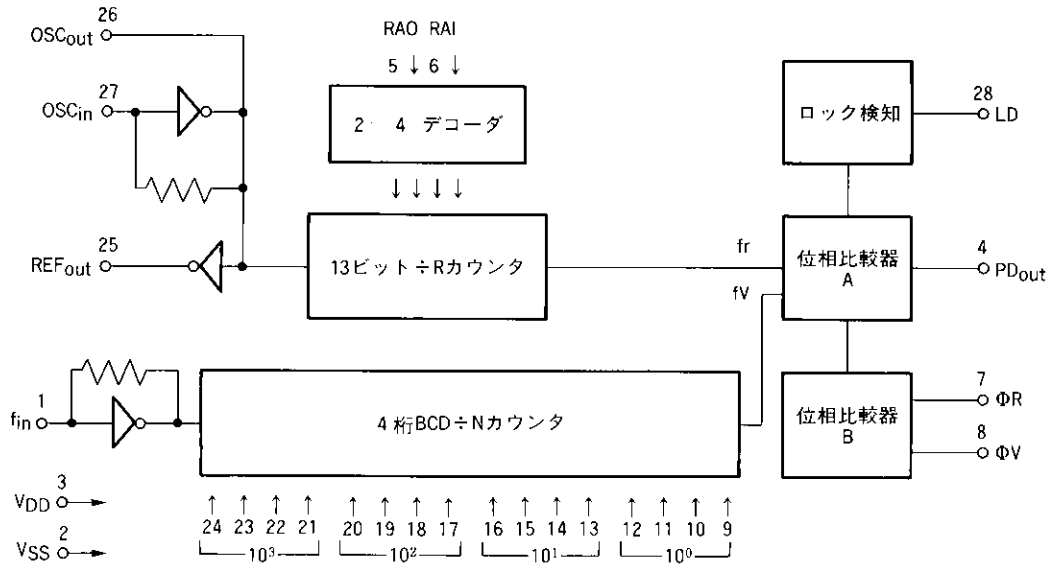 26
OSCout
RAO RAI
5 ↓ 6 ↓
27
OSCin
2 4 デコーダ
ロック検知
28
LD
25
REFout
13ビット÷Rカウンタ
fr
fV
位相比較器
A
4
PDout
1
fin
4桁BCD÷Nカウンタ
位相比較器
B
7
ΦR
8
ΦV
3
VDD
2
VSS
24 23 22 21 20 19 18 17 16 15 14 13 12 11 10 9
10³ 10² 10¹ 10⁰